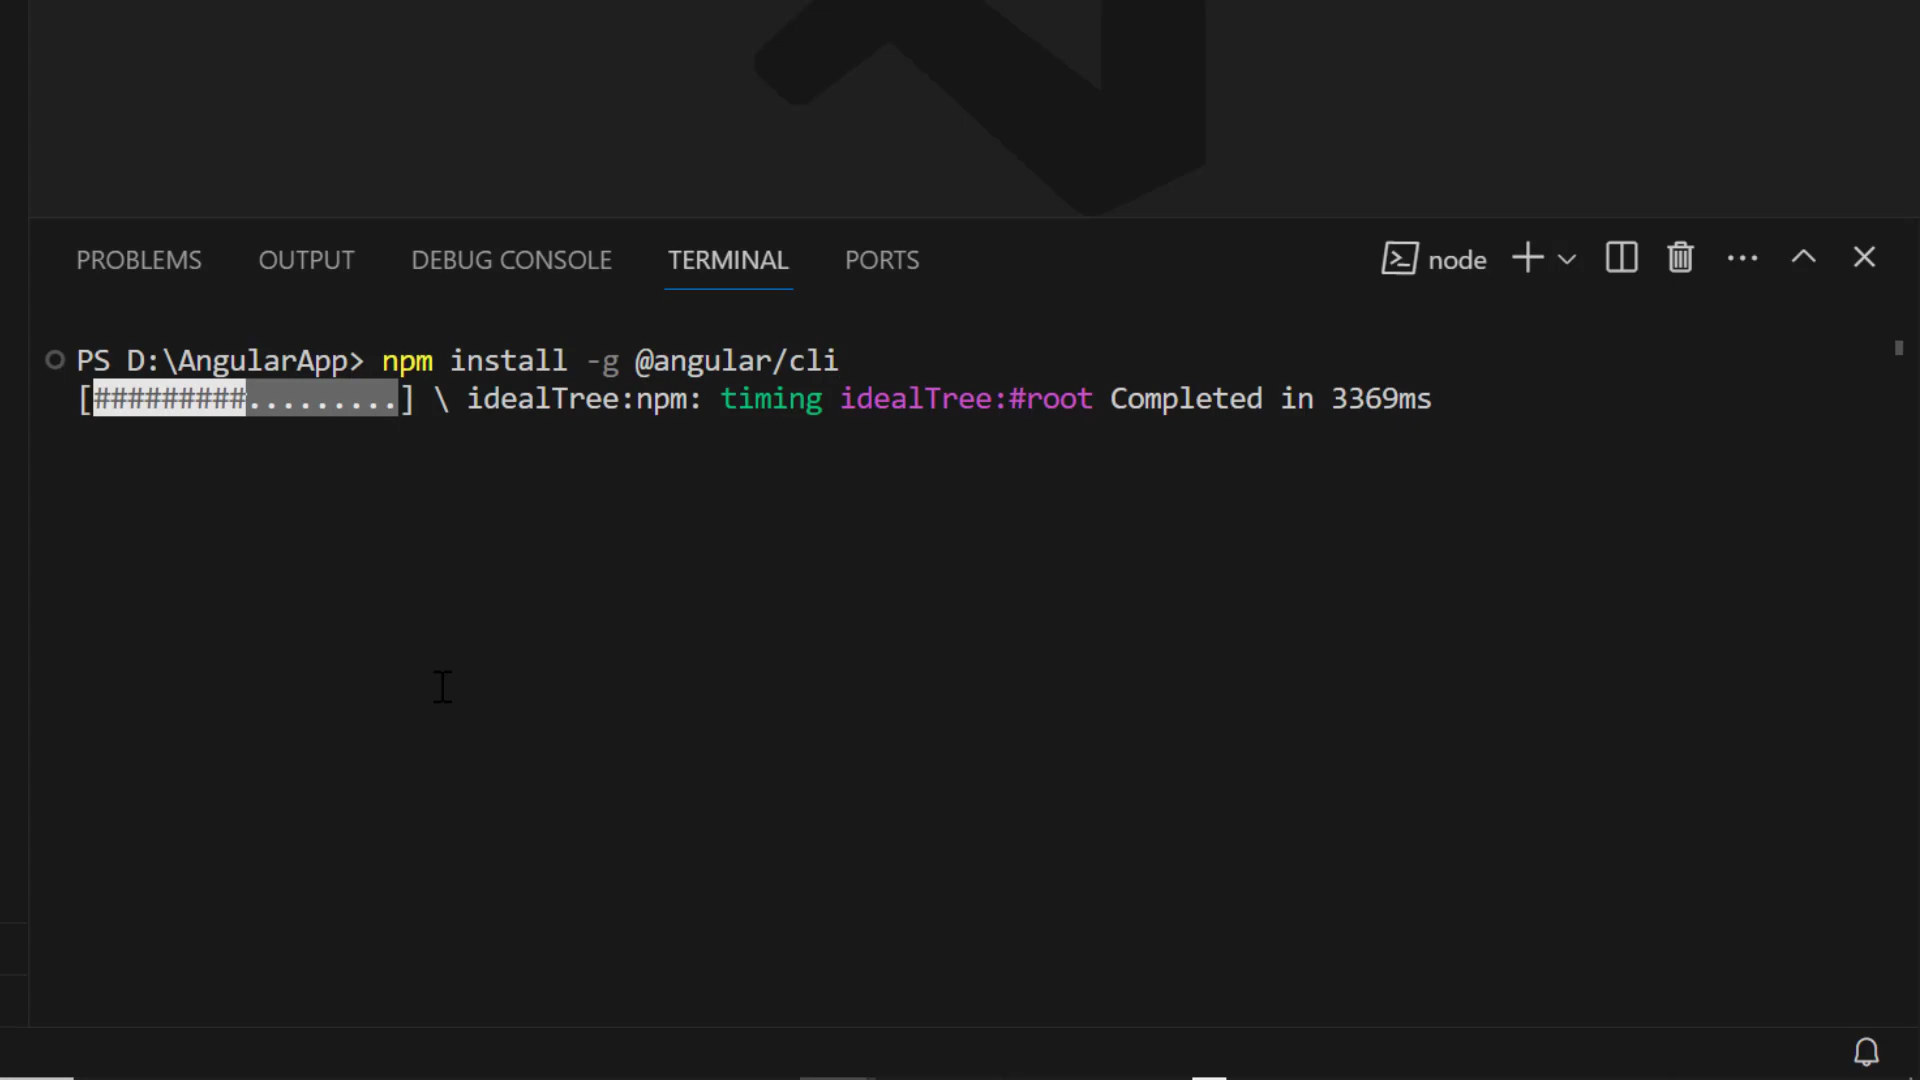 PROBLEMS OUTPUT DEBUG CONSOLE TERMINAL PORTS node
PS D:\AngularApp> npm install -g @angular/cli
[#########.........] \ idealTree:npm: timing idealTree:#root Completed in 3369ms